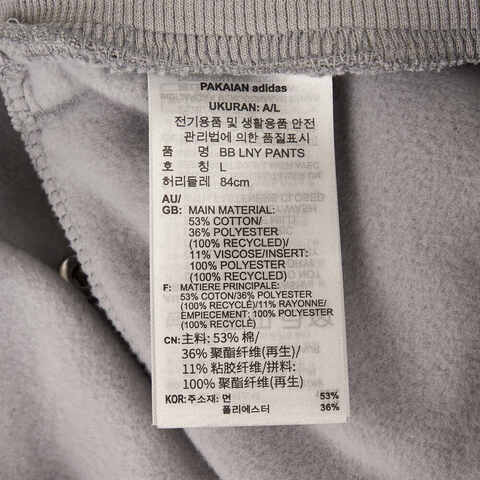 PAKAIAN adidas
UKURAN: A/L
전기용품 및 생활용품 안전
관리법에 의한 품질표시
품 명 BB LNY PANTS
호 칭 L
허리둘레 84cm
AU/
GB: MAIN MATERIAL:
53% COTTON/
36% POLYESTER
(100% RECYCLED)/
11% VISCOSE/INSERT:
100% POLYESTER
(100% RECYCLED)
F: MATIERE PRINCIPALE:
53% COTON/36% POLYESTER
(100% RECYCLE)/11% RAYONNE/
EMPIECEMENT: 100% POLYESTER
(100% RECYCLE)
CN: 主料: 53% 棉/
36% 聚酯纤维(再生)/
11% 粘胶纤维/拼料:
100% 聚酯纤维(再生)
KOR: 주소재: 면 53%
폴리에스터 36%